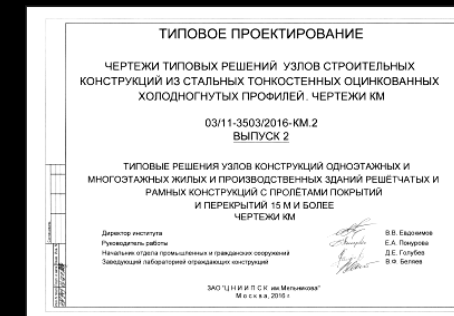 ТИПОВОЕ ПРОЕКТИРОВАНИЕ
ЧЕРТЕЖИ ТИПОВЫХ РЕШЕНИЙ УЗЛОВ СТРОИТЕЛЬНЫХ
КОНСТРУКЦИЙ ИЗ СТАЛЬНЫХ ТОНКОСТЕННЫХ ОЦИНКОВАННЫХ
ХОЛОДНОГНУТЫХ ПРОФИЛЕЙ. ЧЕРТЕЖИ КМ
03/11-3503/2016-КМ.2
ВЫПУСК 2
ТИПОВЫЕ РЕШЕНИЯ УЗЛОВ КОНСТРУКЦИЙ ОДНОЭТАЖНЫХ И
МНОГОЭТАЖНЫХ ЖИЛЫХ И ПРОИЗВОДСТВЕННЫХ ЗДАНИЙ РЕШЁТЧАТЫХ И
РАМНЫХ КОНСТРУКЦИЙ С ПРОЛЁТАМИ ПОКРЫТИЙ
И ПЕРЕКРЫТИЙ 15 М И БОЛЕЕ
ЧЕРТЕЖИ КМ
Директор института В.В. Евдокимов
Руководитель работы Е.А. Понурова
Начальник отдела промышленных и гражданских сооружений Д.Е. Голубев
Заведующий лабораторией ограждающих конструкций В.Ф. Беляев
ЗАО "ЦНИИПСК им.Мельникова"
Москва, 2016 г